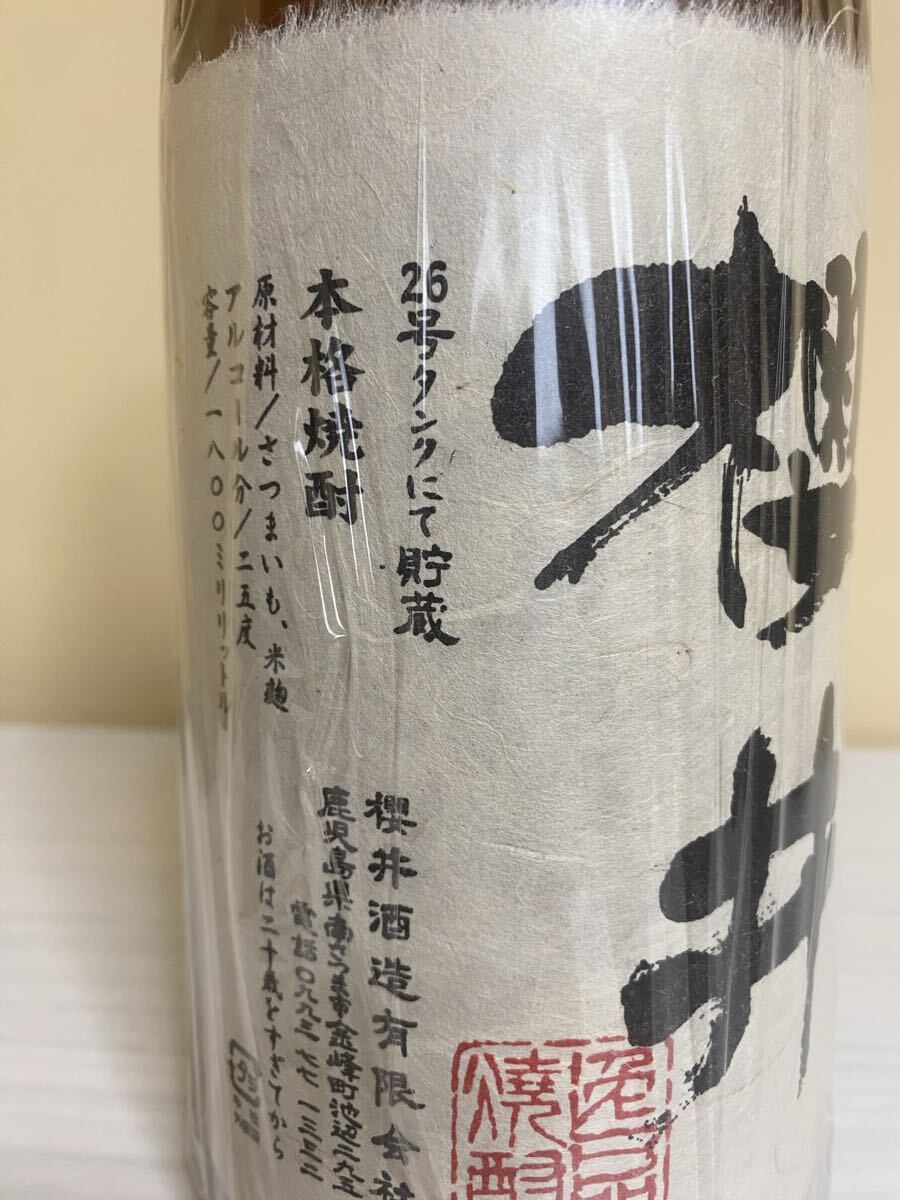 櫻井
26号タンクにて貯蔵
本格焼酎
原材料／さつまいも、米麹
アルコール分／二五度
容量／一八〇〇ミリリットル
櫻井酒造有限会社
鹿児島県南さつま市金峰町池辺二九五
電話〇九九三-七七-一三三二
お酒は二十歳をすぎてから
逸品
焼酎